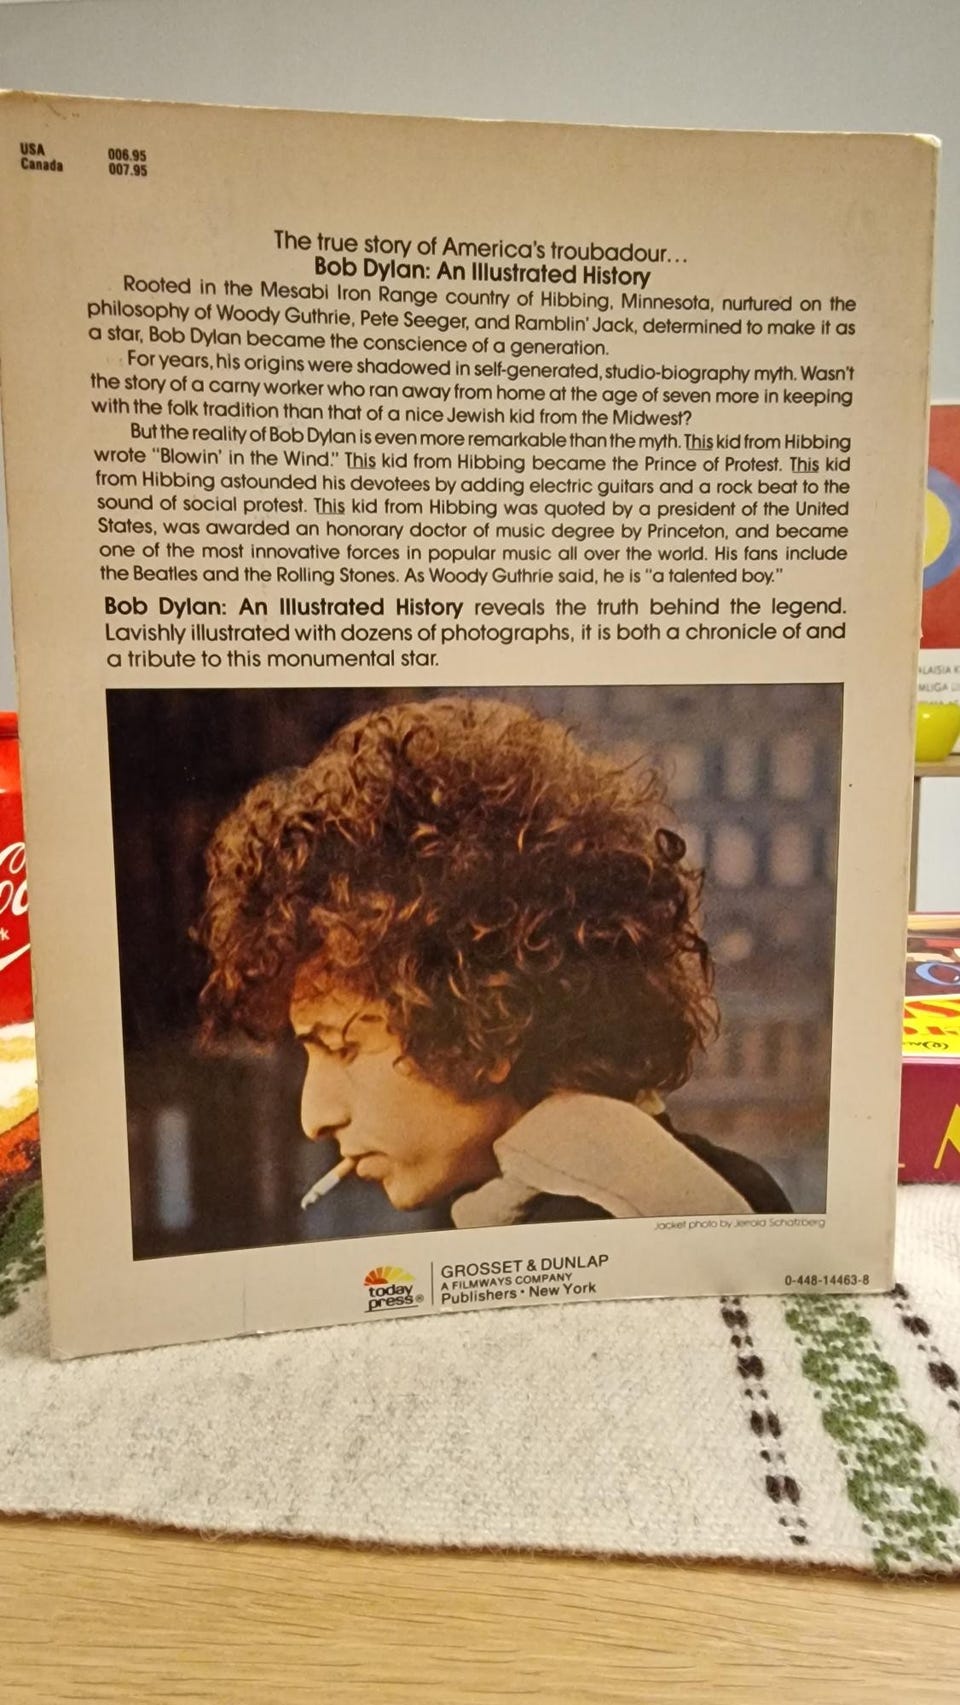 USA 006.95
Canada 007.95
The true story of America's troubadour...
Bob Dylan: An Illustrated History
Rooted in the Mesabi Iron Range country of Hibbing, Minnesota, nurtured on the
philosophy of Woody Guthrie, Pete Seeger, and Ramblin' Jack, determined to make it as
a star, Bob Dylan became the conscience of a generation.
For years, his origins were shadowed in self-generated, studio-biography myth. Wasn't
the story of a carny worker who ran away from home at the age of seven more in keeping
with the folk tradition than that of a nice Jewish kid from the Midwest?
But the reality of Bob Dylan is even more remarkable than the myth. This kid from Hibbing
wrote "Blowin' in the Wind." This kid from Hibbing became the Prince of Protest. This kid
from Hibbing astounded his devotees by adding electric guitars and a rock beat to the
sound of social protest. This kid from Hibbing was quoted by a president of the United
States, was awarded an honorary doctor of music degree by Princeton, and became
one of the most innovative forces in popular music all over the world. His fans include
the Beatles and the Rolling Stones. As Woody Guthrie said, he is "a talented boy."
Bob Dylan: An Illustrated History reveals the truth behind the legend.
Lavishly illustrated with dozens of photographs, it is both a chronicle of and
a tribute to this monumental star.
Jacket photo by Jerrold Schatzberg
today
press®
GROSSET & DUNLAP
A FILMWAYS COMPANY
Publishers • New York
0-448-14463-8